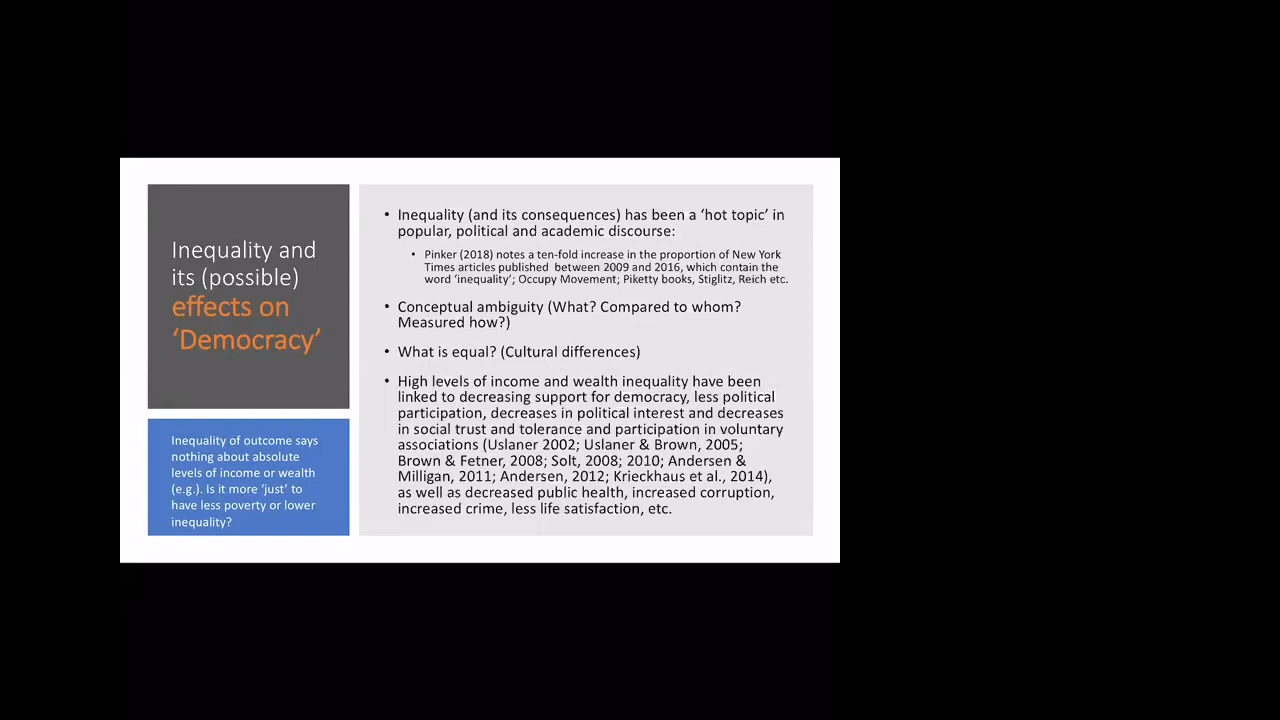 Inequality and
its (possible)
effects on
‘Democracy’
Inequality of outcome says
nothing about absolute
levels of income or wealth
(e.g.). Is it more ‘just’ to
have less poverty or lower
inequality?
• Inequality (and its consequences) has been a ‘hot topic’ in
popular, political and academic discourse:
• Pinker (2018) notes a ten-fold increase in the proportion of New York
Times articles published between 2009 and 2016, which contain the
word ‘inequality’; Occupy Movement; Piketty books, Stiglitz, Reich etc.
• Conceptual ambiguity (What? Compared to whom?
Measured how?)
• What is equal? (Cultural differences)
• High levels of income and wealth inequality have been
linked to decreasing support for democracy, less political
participation, decreases in political interest and decreases
in social trust and tolerance and participation in voluntary
associations (Uslaner 2002; Uslaner & Brown, 2005;
Brown & Fetner, 2008; Solt, 2008; 2010; Andersen &
Milligan, 2011; Andersen, 2012; Krieckhaus et al., 2014),
as well as decreased public health, increased corruption,
increased crime, less life satisfaction, etc.